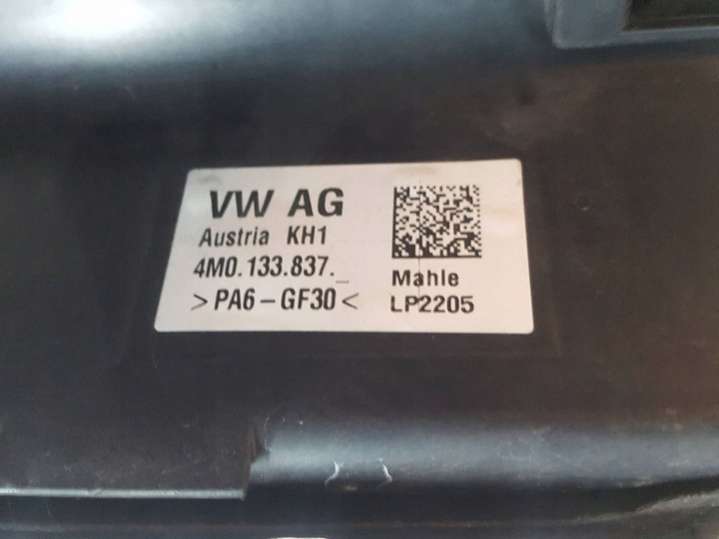 VW AG
Austria KH1
4M0.133.837._
>PA6-GF30<
Mahle
LP2205